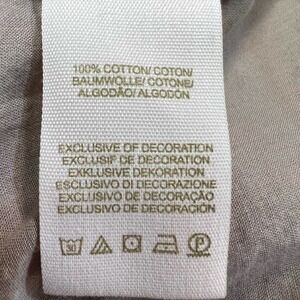 100% COTTON/ COTON/
BAUMWOLLE/ COTONE/
ALGODÃO/ ALGODÓN
EXCLUSIVE OF DECORATION
EXCLUSIF DE DECORATION
EXKLUSIVE DEKORATION
ESCLUSIVO DI DECORAZIONE
EXCLUSIVO DE DECORAÇÃO
EXCLUSIVO DE DECORACIÓN
P